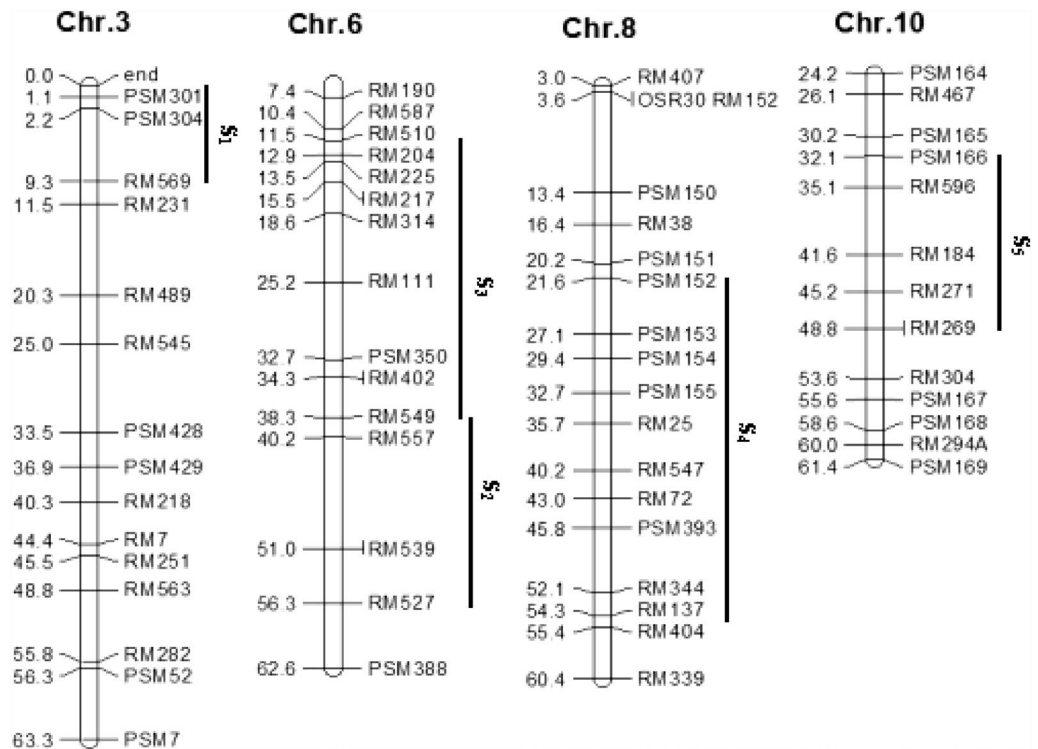 Chr.3
0.0 end
1.1 PSM301
2.2 PSM304
9.3 RM569
11.5 RM231
20.3 RM489
25.0 RM545
33.5 PSM428
36.9 PSM429
40.3 RM218
44.4 RM7
45.5 RM251
48.8 RM563
55.8 RM282
56.3 PSM52
63.3 PSM7
S1
Chr.6
7.4 RM190
10.4 RM587
11.5 RM510
12.9 RM204
13.5 RM225
15.5 RM217
18.6 RM314
25.2 RM111
32.7 PSM350
34.3 RM402
38.3 RM549
40.2 RM557
51.0 RM539
56.3 RM527
62.6 PSM388
S3
S2
Chr.8
3.0 RM407
3.6 OSR30 RM152
13.4 PSM150
16.4 RM38
20.2 PSM151
21.6 PSM152
27.1 PSM153
29.4 PSM154
32.7 PSM155
35.7 RM25
40.2 RM547
43.0 RM72
45.8 PSM393
52.1 RM344
54.3 RM137
55.4 RM404
60.4 RM339
S4
Chr.10
24.2 PSM164
26.1 RM467
30.2 PSM165
32.1 PSM166
35.1 RM596
41.6 RM184
45.2 RM271
48.8 RM269
53.6 RM304
55.6 PSM167
58.6 PSM168
60.0 RM294A
61.4 PSM169
S5